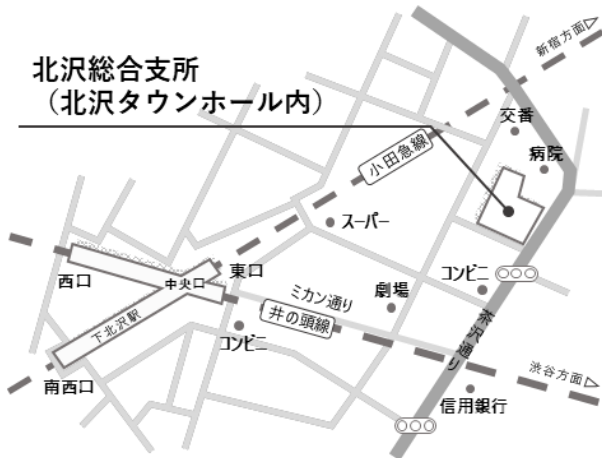 北沢総合支所
（北沢タウンホール内）
新宿方面
交番
病院
小田急線
スーパー
東口
西口
中央口
コンビニ
ミカン通り
劇場
井の頭線
下北沢駅
コンビニ
茶沢通り
南西口
渋谷方面
信用銀行